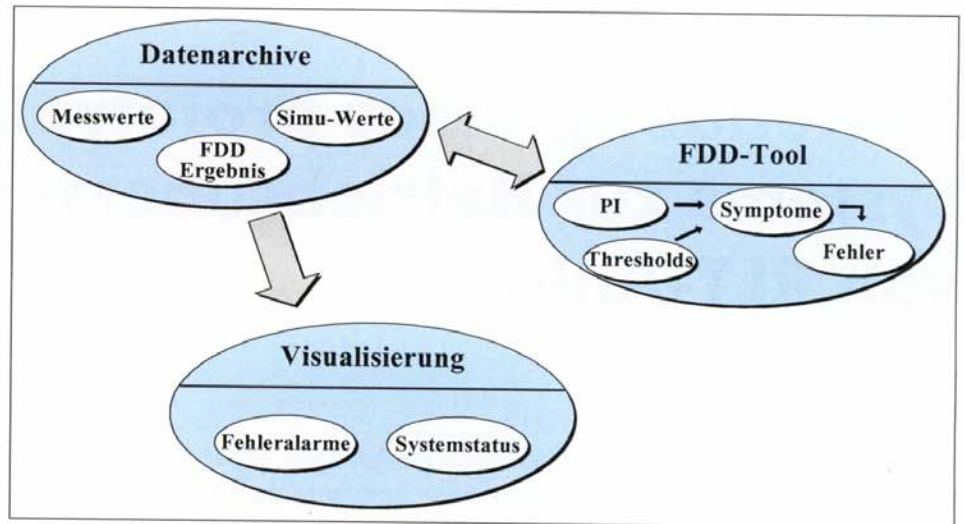 Datenarchive
Messwerte
Simu-Werte
FDD
Ergebnis
FDD-Tool
PI
Symptome
Thresholds
Fehler
Visualisierung
Fehleralarme
Systemstatus